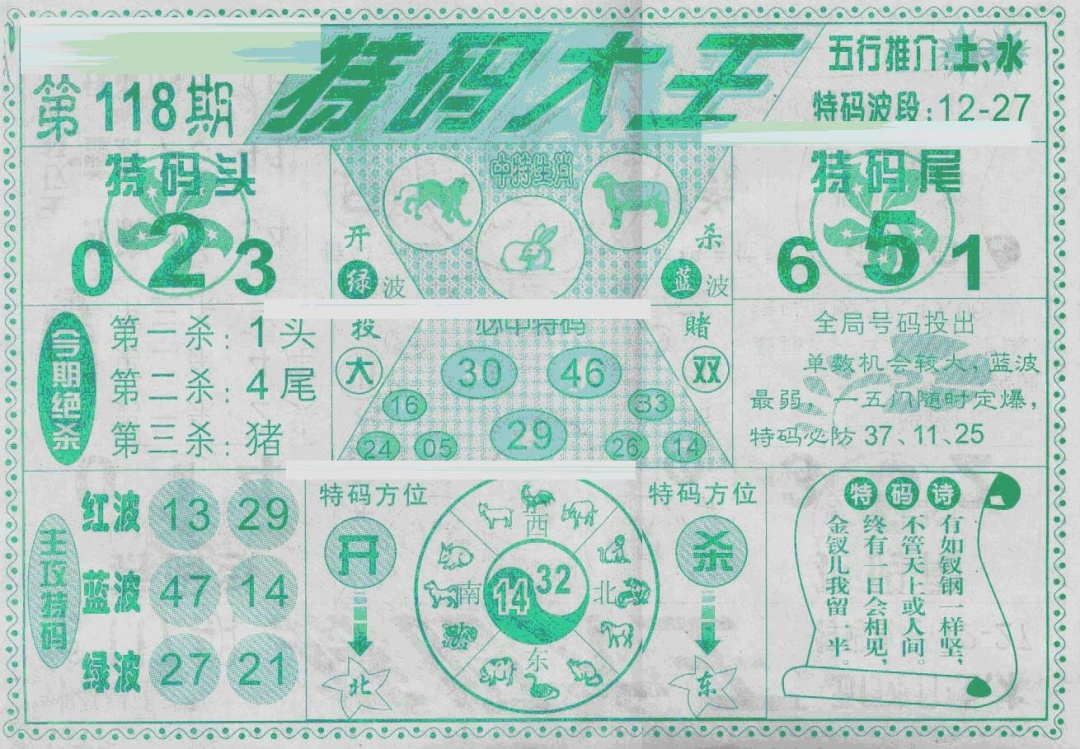 第118期
特码大王
五行推介:土、水
特码波段:12-27
特码头
0 2 3
中特生肖
开绿波
杀蓝波
特码尾
6 5 1
今期绝杀
第一杀:1头
第二杀:4尾
第三杀:猪
投大
必中特码
赌双
30 46
16 33
29
24 05 26 14
全局号码投出
单数机会较大,蓝波
最弱,一五门随时定爆,
特码必防 37、11、25
主攻特码
红波 13 29
蓝波 47 14
绿波 27 21
特码方位
开
北
西
南
北
东
14 32
特码方位
杀
东
特码诗
有如钗钢一样坚,
不管天上或人间。
终有一日会相见,
金钗儿我留一半。